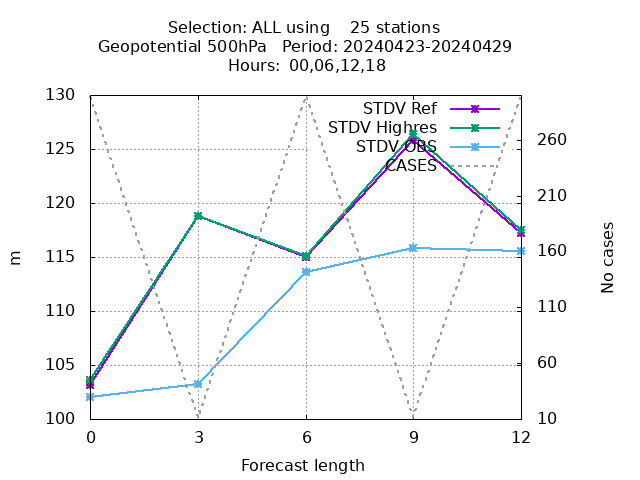 Selection: ALL using    25 stations
Geopotential 500hPa   Period: 20240423-20240429
Hours: 00,06,12,18
130
125
120
115
110
105
100
m
STDV Ref
STDV Highres
STDV OBS
CASES
260
210
160
110
60
10
No cases
0 3 6 9 12
Forecast length